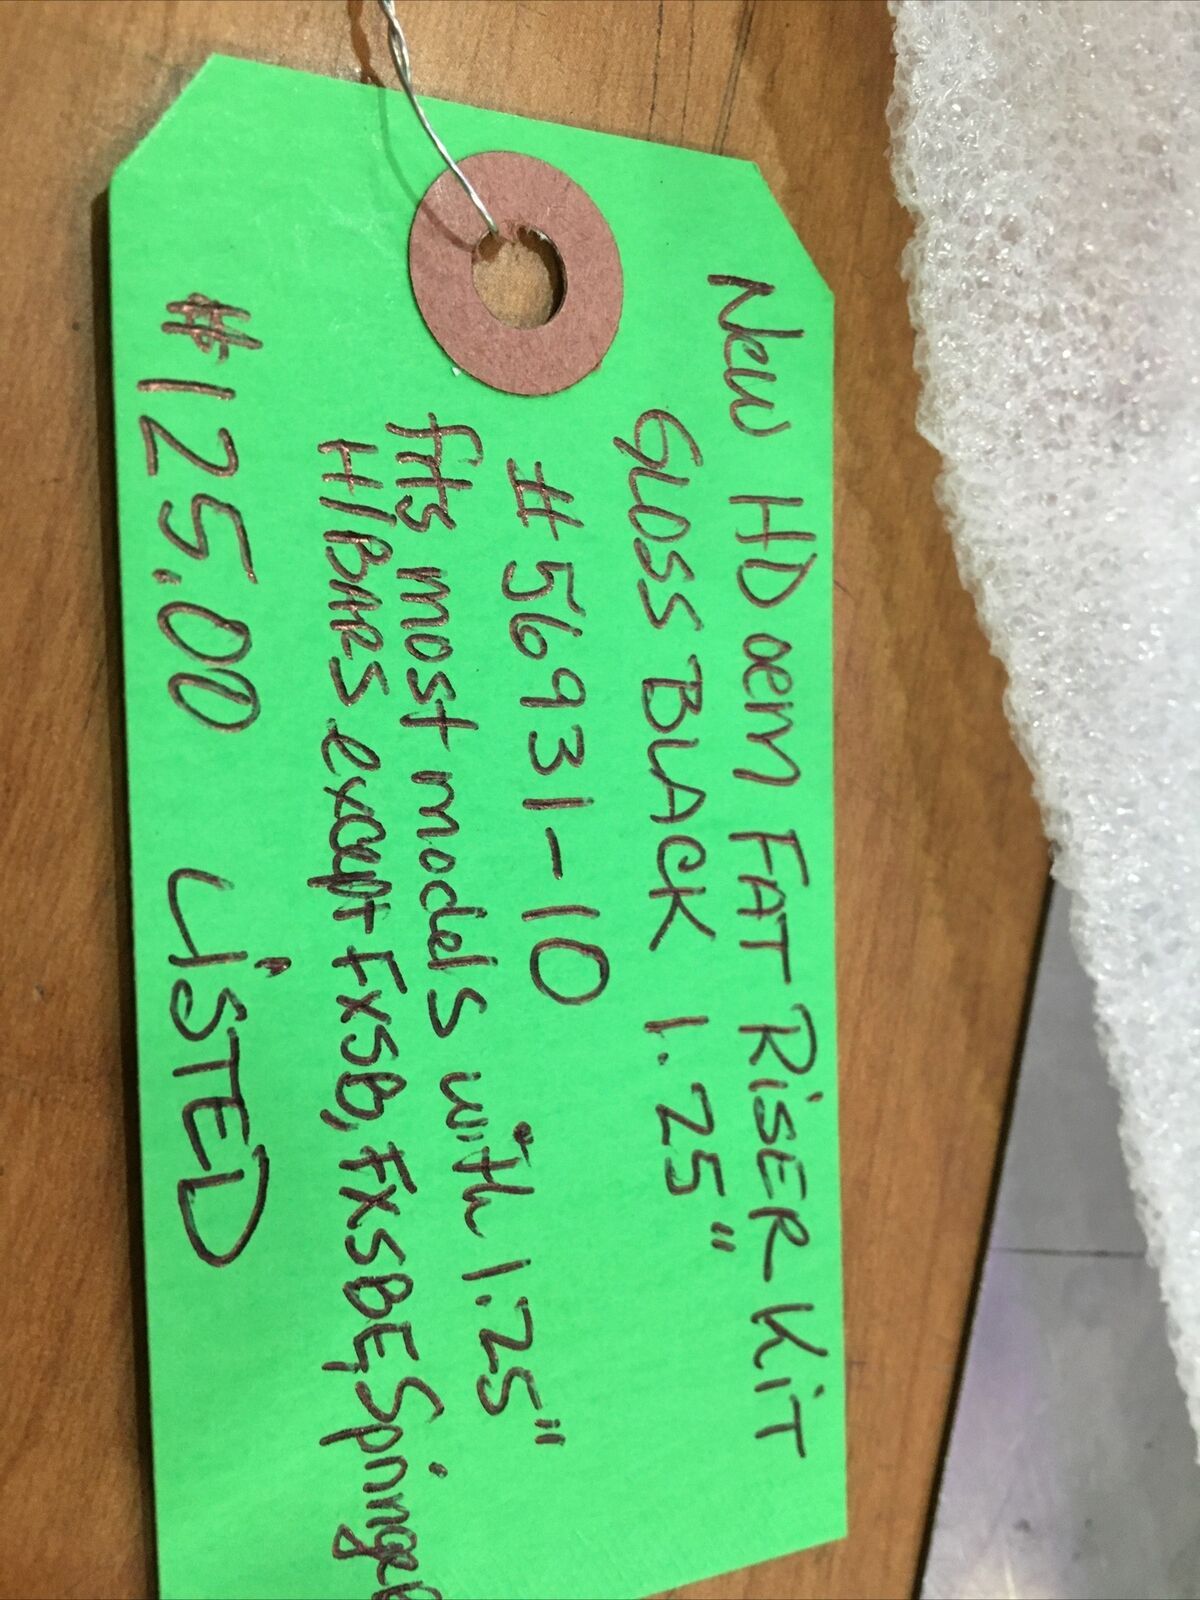 New HD oem FAT RiSER KiT
GLOSS BLACK 1.25"
#56931-10
fits most models with 1.25"
H/BARS except FXSB, FXSBE, SpringeR
#125.00 LiSTED